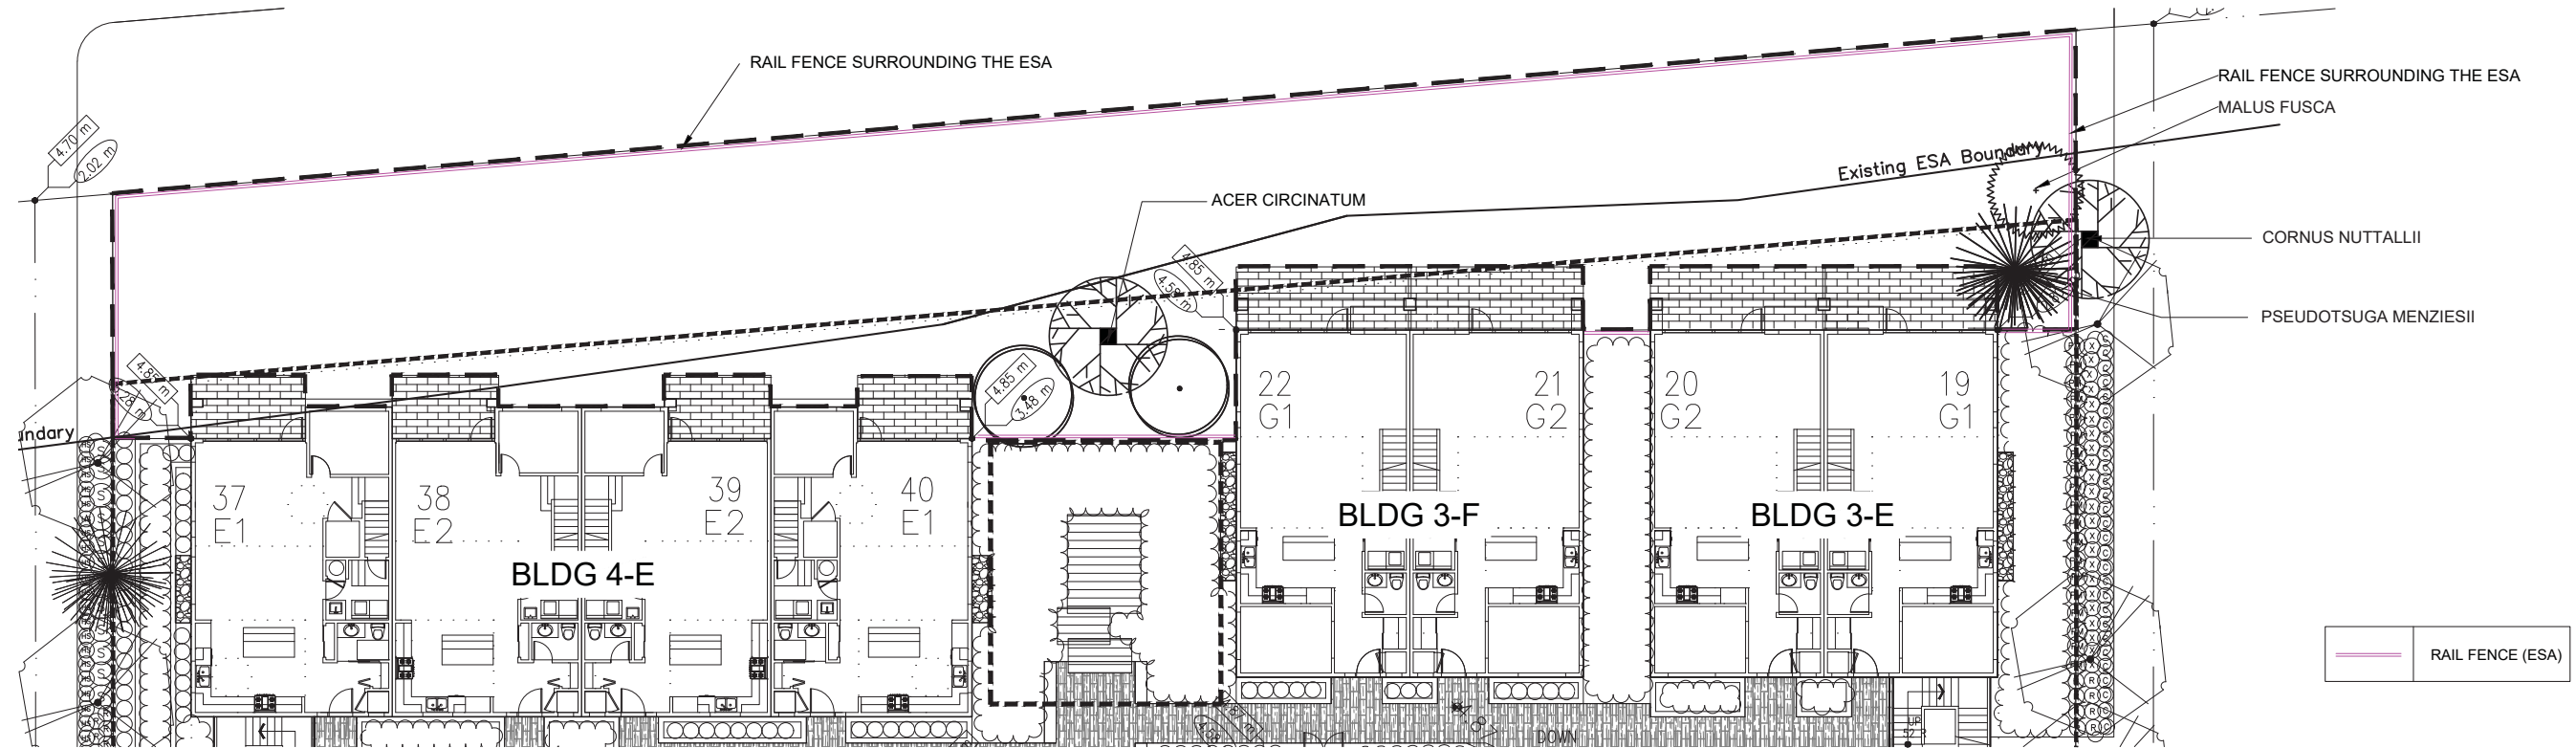 RAIL FENCE SURROUNDING THE ESA
RAIL FENCE SURROUNDING THE ESA
MALUS FUSCA
4.70 m
2.02 m
Existing ESA Boundary
ACER CIRCINATUM
CORNUS NUTTALLII
4.85 m
4.58 m
PSEUDOTSUGA MENZIESII
4.85 m
4.85 m
3.48 m
22
G1
21
G2
20
G2
19
G1
undary
37
E1
38
E2
39
E2
40
E1
BLDG 3-F
BLDG 3-E
BLDG 4-E
RAIL FENCE (ESA)
UP
DOWN